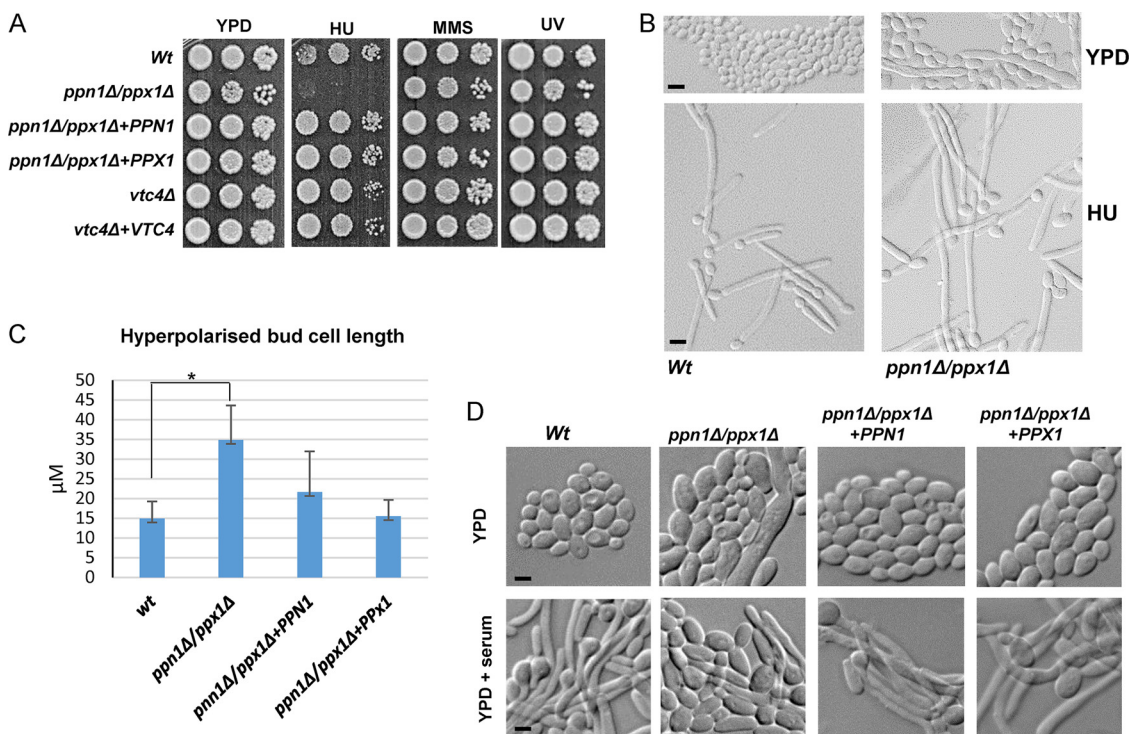 A
YPD HU MMS UV
Wt
ppn1Δ/ppx1Δ
ppn1Δ/ppx1Δ+PPN1
ppn1Δ/ppx1Δ+PPX1
vtc4Δ
vtc4Δ+VTC4
B
YPD
HU
Wt ppn1Δ/ppx1Δ
C
Hyperpolarised bud cell length
µM
50
45
40
35
30
25
20
15
10
5
0
*
wt
ppn1Δ/ppx1Δ
pnn1Δ/ppx1Δ+PPN1
ppn1Δ/ppx1Δ+PPx1
D
Wt ppn1Δ/ppx1Δ ppn1Δ/ppx1Δ ppn1Δ/ppx1Δ
+PPN1 +PPX1
YPD
YPD + serum